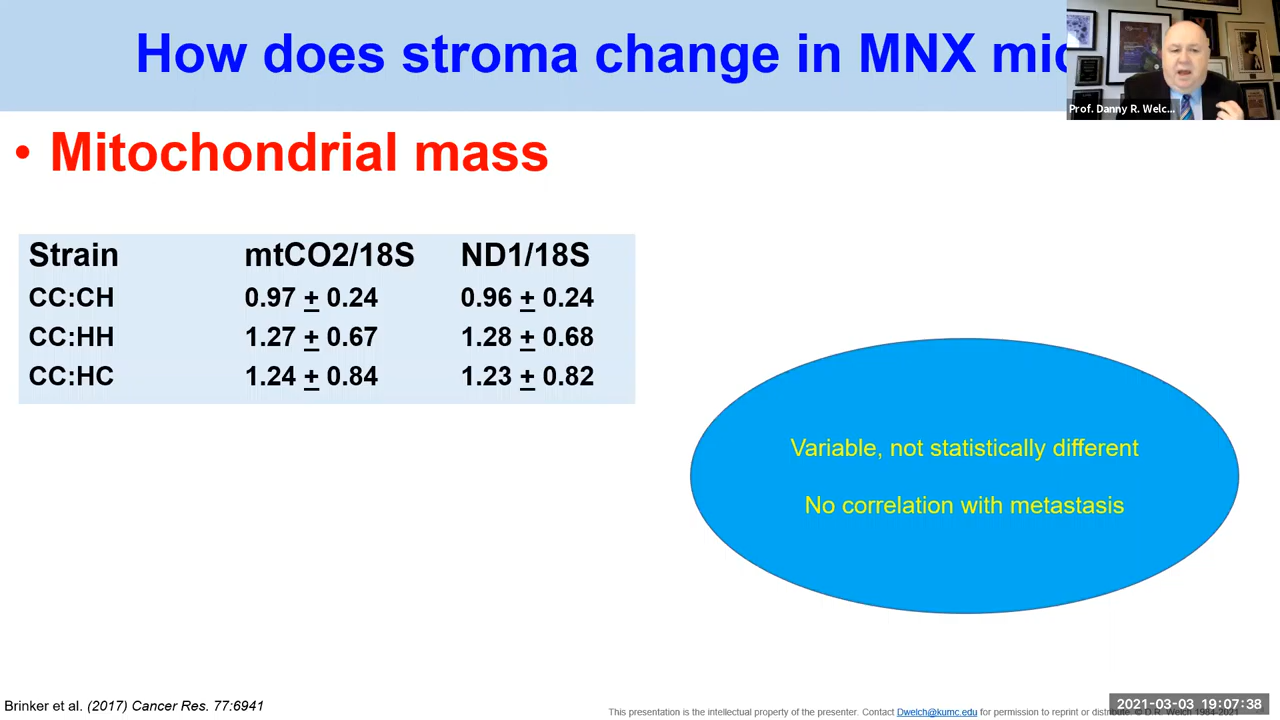 How does stroma change in MNX mic
Prof. Danny R. Welc...
• Mitochondrial mass
Strain mtCO2/18S ND1/18S
CC:CH 0.97 ± 0.24 0.96 ± 0.24
CC:HH 1.27 ± 0.67 1.28 ± 0.68
CC:HC 1.24 ± 0.84 1.23 ± 0.82
Variable, not statistically different
No correlation with metastasis
Brinker et al. (2017) Cancer Res. 77:6941
This presentation is the intellectual property of the presenter. Contact Dwelch@kumc.edu for permission to reprint or distribute. © D.R. Welch 1984-2021
2021-03-03 19:07:38